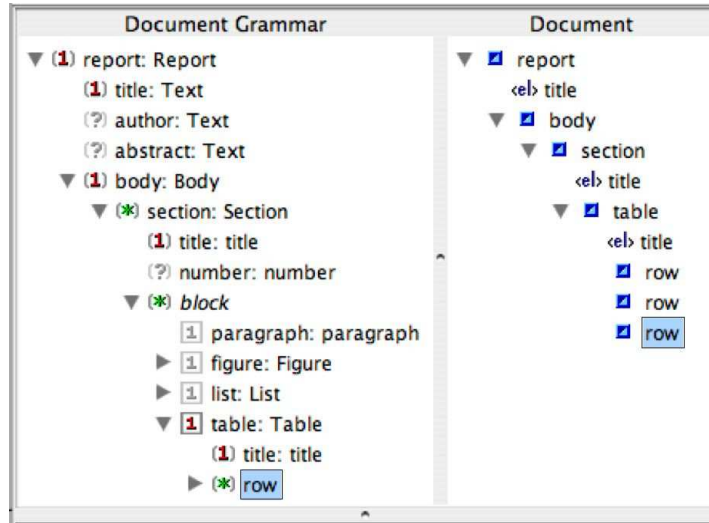 Document Grammar
(1) report: Report
(1) title: Text
(?) author: Text
(?) abstract: Text
(1) body: Body
(*) section: Section
(1) title: title
(?) number: number
(*) block
1 paragraph: paragraph
1 figure: Figure
1 list: List
1 table: Table
(1) title: title
(*) row
Document
report
<el> title
body
section
<el> title
table
<el> title
row
row
row